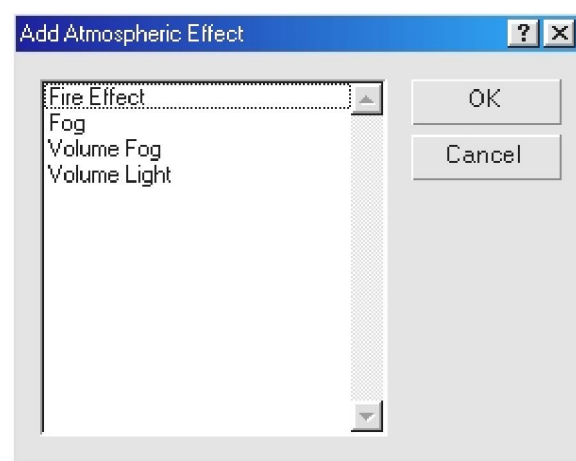 Add Atmospheric Effect
?
Fire Effect
Fog
Volume Fog
Volume Light
OK
Cancel